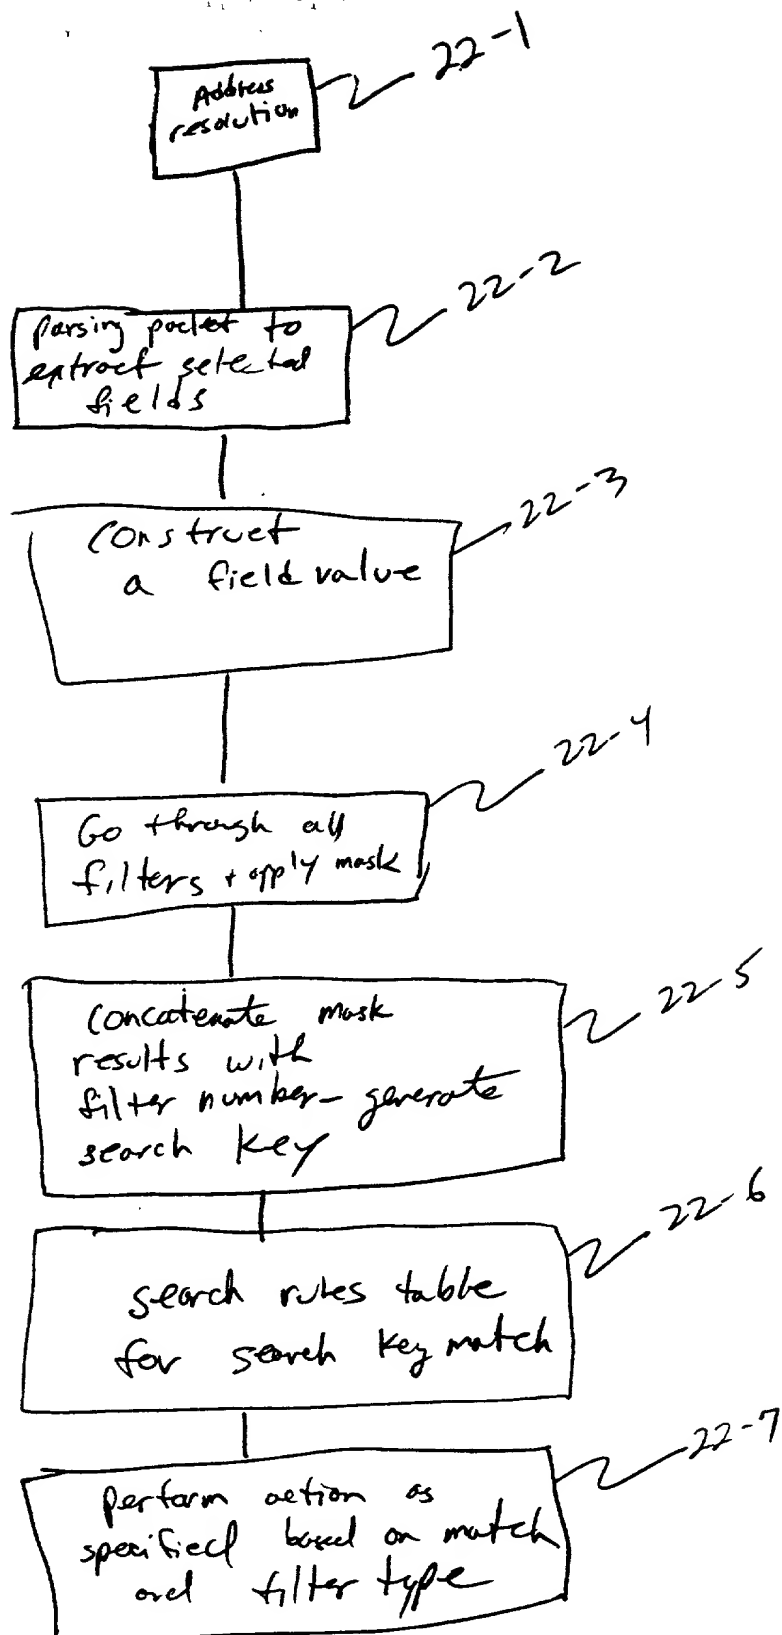 22-1
Address
resolution
22-2
parsing packet to
extract selected
fields
22-3
Construct
a field value
22-4
Go through all
filters + apply mask
22-5
Concatenate mask
results with
filter number- generate
search key
22-6
search rules table
for search key match
22-7
perform action as
specified based on match
and filter type